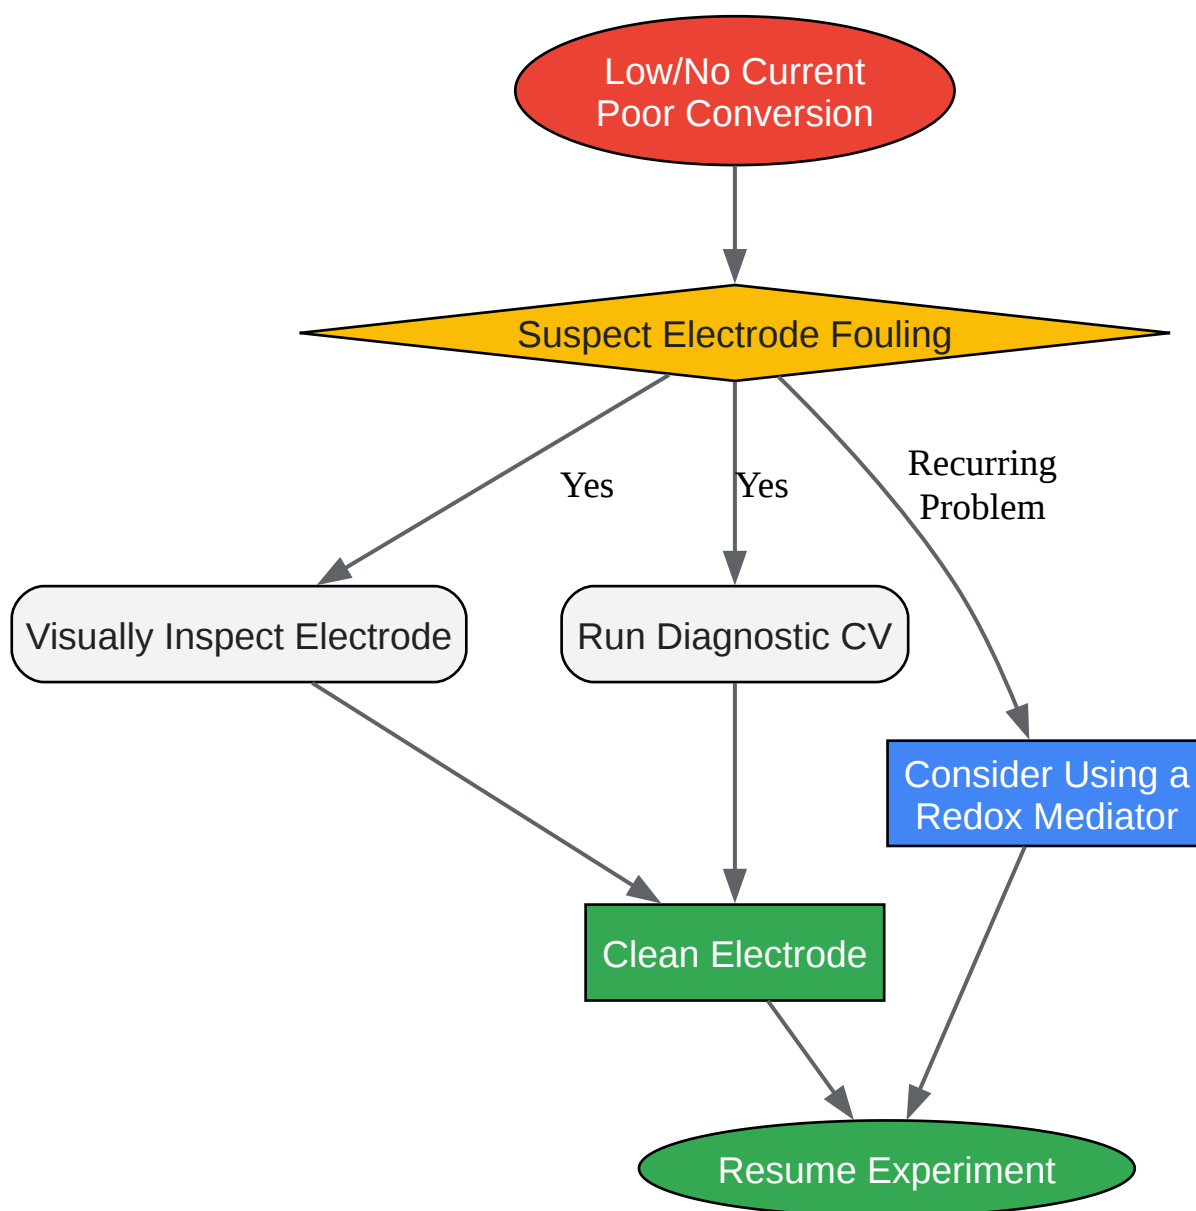 Low/No Current
Poor Conversion
Suspect Electrode Fouling
Yes
Yes
Recurring
Problem
Visually Inspect Electrode
Run Diagnostic CV
Consider Using a
Redox Mediator
Clean Electrode
Resume Experiment